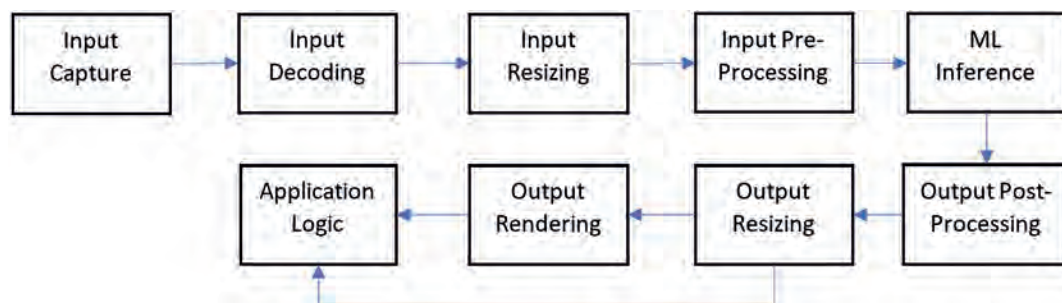 Input
Capture
Input
Decoding
Input
Resizing
Input Pre-
Processing
ML
Inference
Application
Logic
Output
Rendering
Output
Resizing
Output Post-
Processing